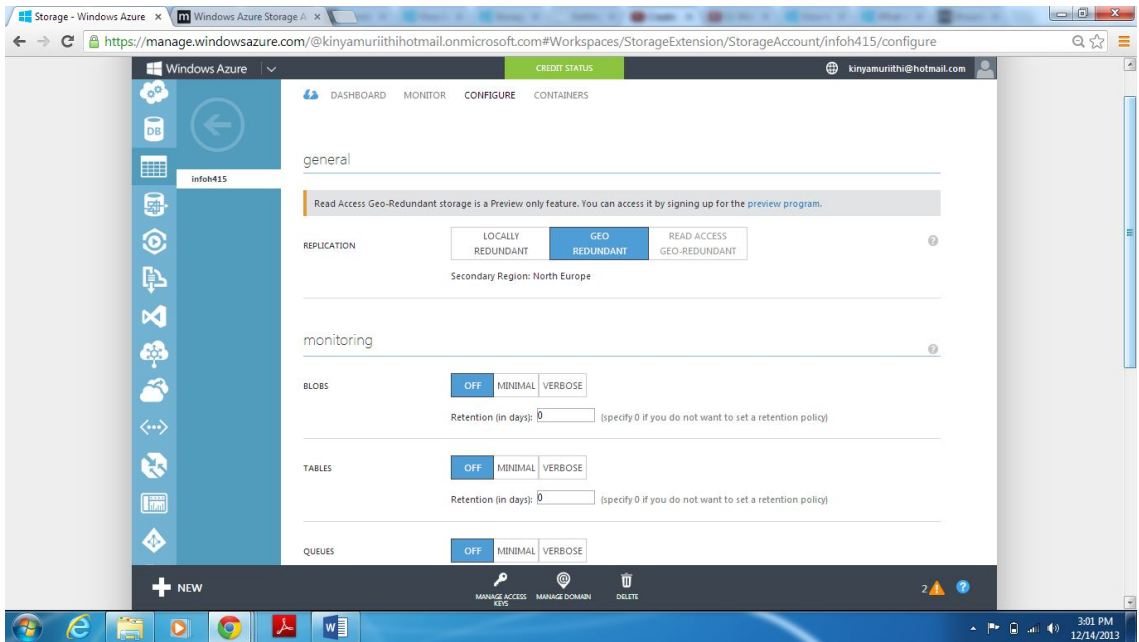 Storage - Windows Azure
Windows Azure Storage A
https://manage.windowsazure.com/@kinyamuriithihotmail.onmicrosoft.com#Workspaces/StorageExtension/StorageAccount/infoh415/configure
Windows Azure
CREDIT STATUS
kinyamuriithi@hotmail.com
DASHBOARD MONITOR CONFIGURE CONTAINERS
DB
infoh415
general
Read Access Geo-Redundant storage is a Preview only feature. You can access it by signing up for the preview program.
REPLICATION
LOCALLY REDUNDANT
GEO REDUNDANT
READ ACCESS GEO-REDUNDANT
Secondary Region: North Europe
monitoring
BLOBS
OFF MINIMAL VERBOSE
Retention (in days): 0 (specify 0 if you do not want to set a retention policy)
TABLES
OFF MINIMAL VERBOSE
Retention (in days): 0 (specify 0 if you do not want to set a retention policy)
QUEUES
OFF MINIMAL VERBOSE
NEW
MANAGE ACCESS KEYS
MANAGE DOMAIN
DELETE
2
3:01 PM
12/14/2013